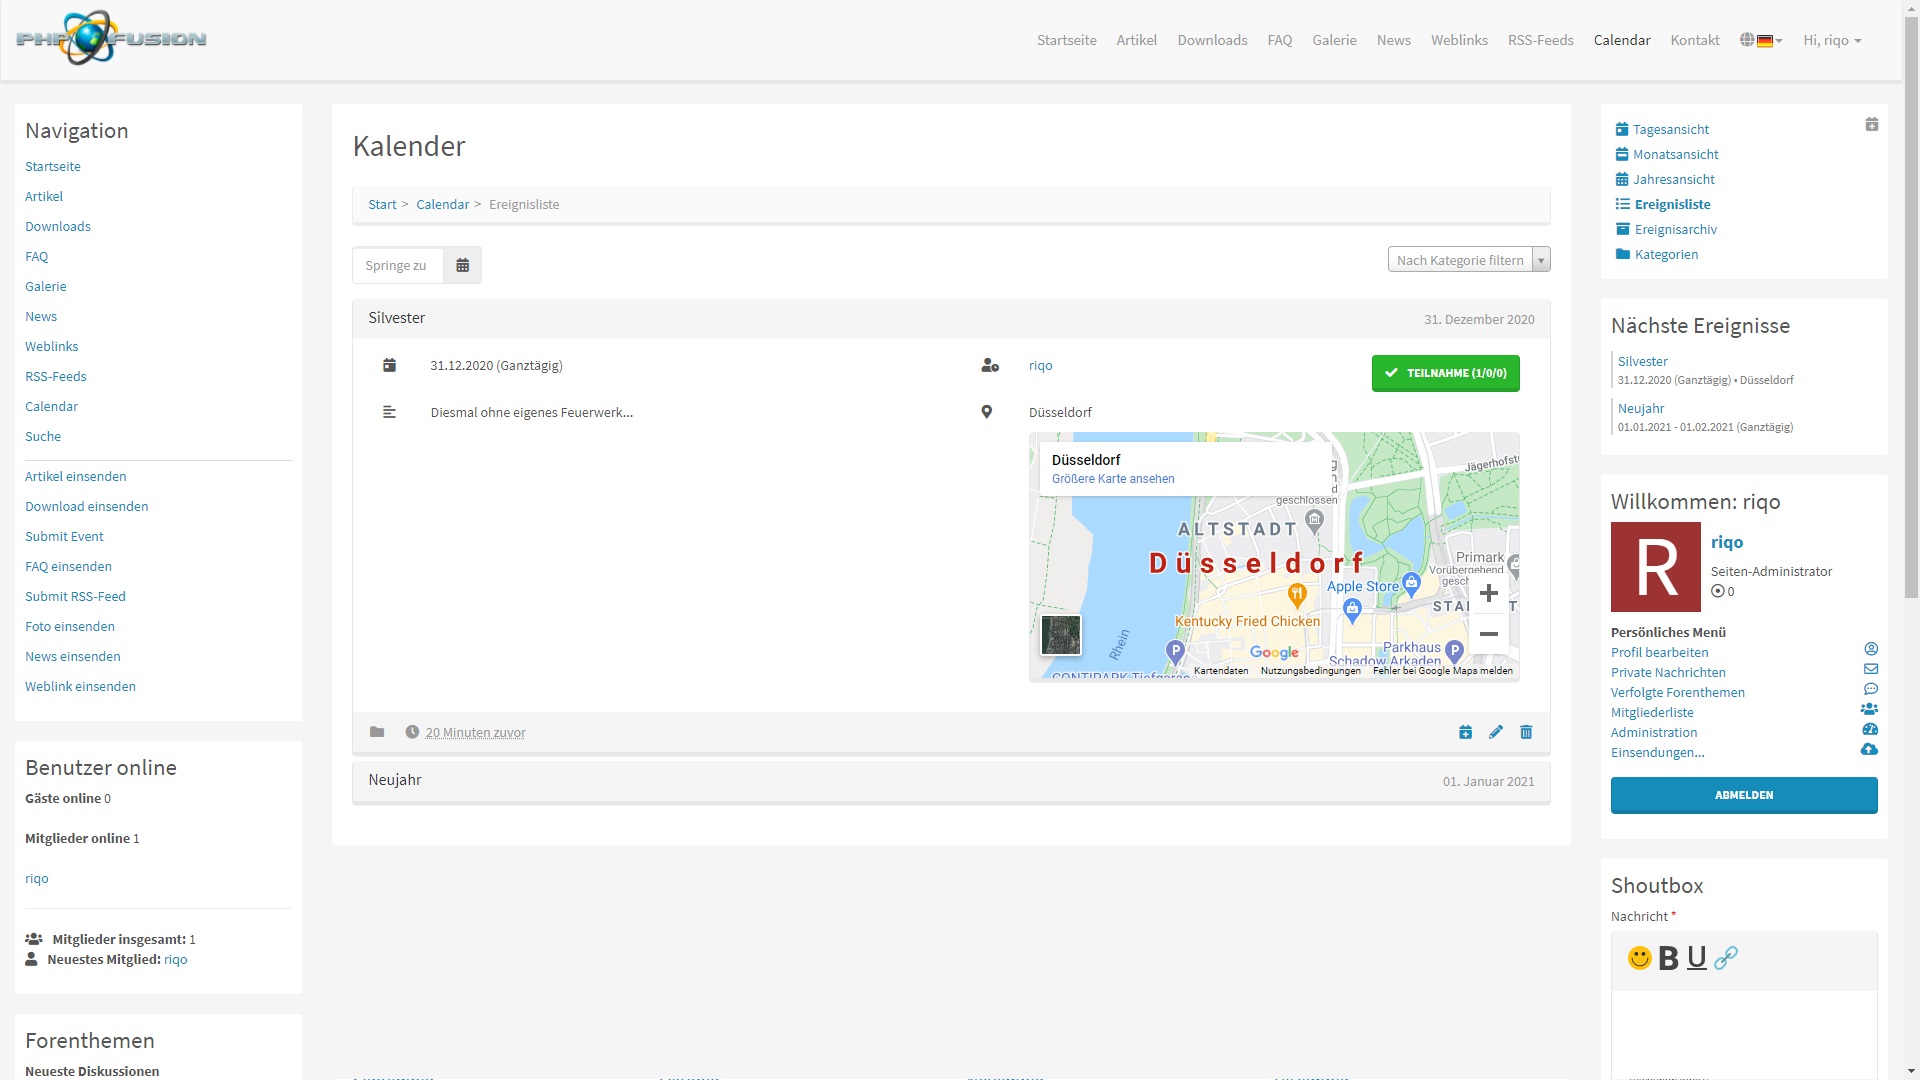 PHP FUSION
Startseite Artikel Downloads FAQ Galerie News Weblinks RSS-Feeds Calendar Kontakt Hi, riqo
Navigation
Startseite
Artikel
Downloads
FAQ
Galerie
News
Weblinks
RSS-Feeds
Calendar
Suche
Artikel einsenden
Download einsenden
Submit Event
FAQ einsenden
Submit RSS-Feed
Foto einsenden
News einsenden
Weblink einsenden
Benutzer online
Gäste online 0
Mitglieder online 1
riqo
Mitglieder insgesamt: 1
Neuestes Mitglied: riqo
Forenthemen
Neueste Diskussionen
Kalender
Start > Calendar > Ereignisliste
Springe zu
Nach Kategorie filtern
Silvester
31. Dezember 2020
31.12.2020 (Ganztägig)
riqo
TEILNAHME (1/0/0)
Diesmal ohne eigenes Feuerwerk...
Düsseldorf
Düsseldorf
Größere Karte ansehen
Jägerhofst
geschlossen
ALTSTADT
Düsseldorf
Primark
Vorübergehend
gesch
Apple Store
Kentucky Fried Chicken
Rhein
Parkhaus
Schadow Arkaden
Google
Kartendaten Nutzungsbedingungen Fehler bei Google Maps melden
20 Minuten zuvor
Neujahr
01. Januar 2021
Tagesansicht
Monatsansicht
Jahresansicht
Ereignisliste
Ereignisarchiv
Kategorien
Nächste Ereignisse
Silvester
31.12.2020 (Ganztägig) • Düsseldorf
Neujahr
01.01.2021 - 01.02.2021 (Ganztägig)
Willkommen: riqo
R
riqo
Seiten-Administrator
0
Persönliches Menü
Profil bearbeiten
Private Nachrichten
Verfolgte Forenthemen
Mitgliederliste
Administration
Einsendungen...
ABMELDEN
Shoutbox
Nachricht *
B U